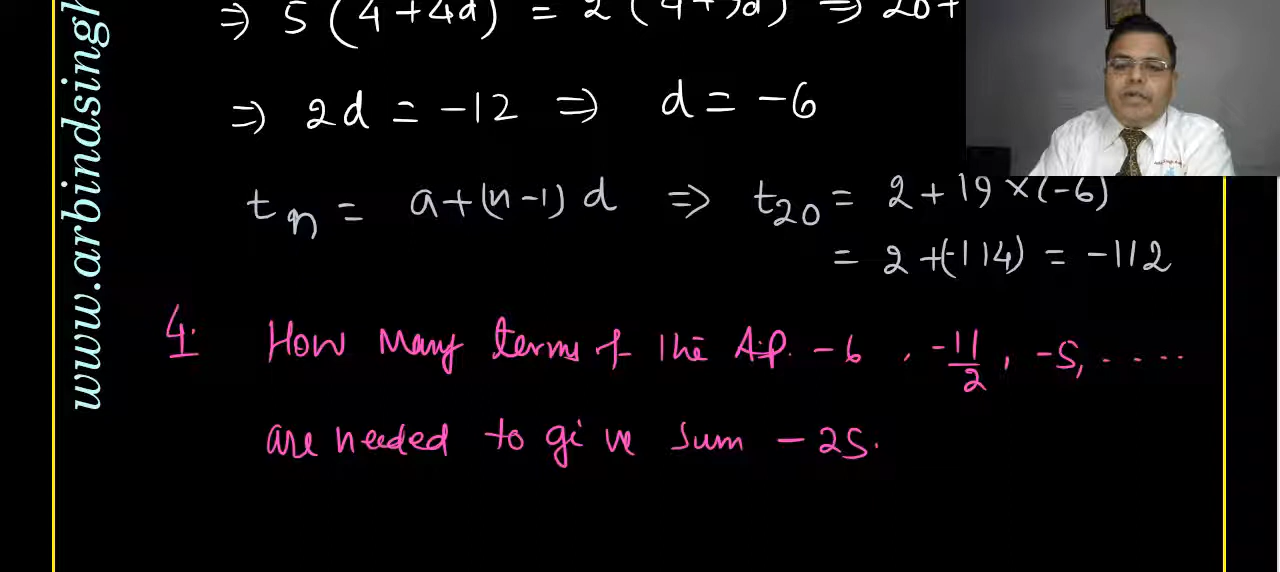 www.arbindsingh
⇒ 5 (4+4d) = 2 (4+9d) ⇒ 20+
⇒ 2d = -12 ⇒ d = -6
tn = a+(n-1) d ⇒ t20 = 2+19×(-6)
= 2+(-114) = -112
4. How Many terms of the A.P. -6, -11/2, -5, .....
are needed to give sum -25.